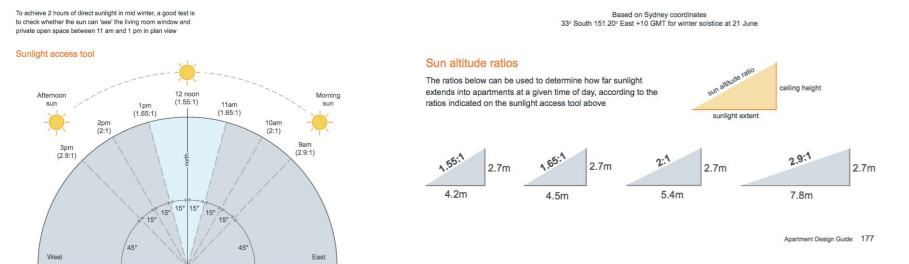 To achieve 2 hours of direct sunlight in mid winter, a good test is
to check whether the sun can 'see' the living room window and
private open space between 11 am and 1 pm in plan view
Sunlight access tool
Afternoon
sun
12 noon
(1.55:1)
Morning
sun
1pm
(1.65:1)
11am
(1.65:1)
2pm
(2:1)
10am
(2:1)
3pm
(2.9:1)
9am
(2.9:1)
north
15°
15°
15°
15°
15°
15°
45°
45°
West
East
Based on Sydney coordinates
33° South 151.20° East +10 GMT for winter solstice at 21 June
Sun altitude ratios
The ratios below can be used to determine how far sunlight
extends into apartments at a given time of day, according to the
ratios indicated on the sunlight access tool above
sun altitude ratio
ceiling height
sunlight extent
1.55:1
2.7m
4.2m
1.65:1
2.7m
4.5m
2:1
2.7m
5.4m
2.9:1
2.7m
7.8m
Apartment Design Guide 177